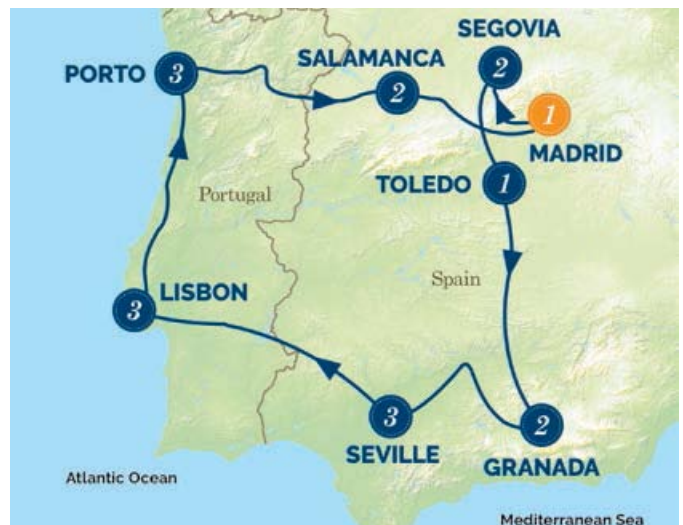 SEGOVIA
2
SALAMANCA
2
PORTO 3
1
MADRID
TOLEDO 1
Portugal
Spain
LISBON
3
3
SEVILLE
2
GRANADA
Atlantic Ocean
Mediterranean Sea